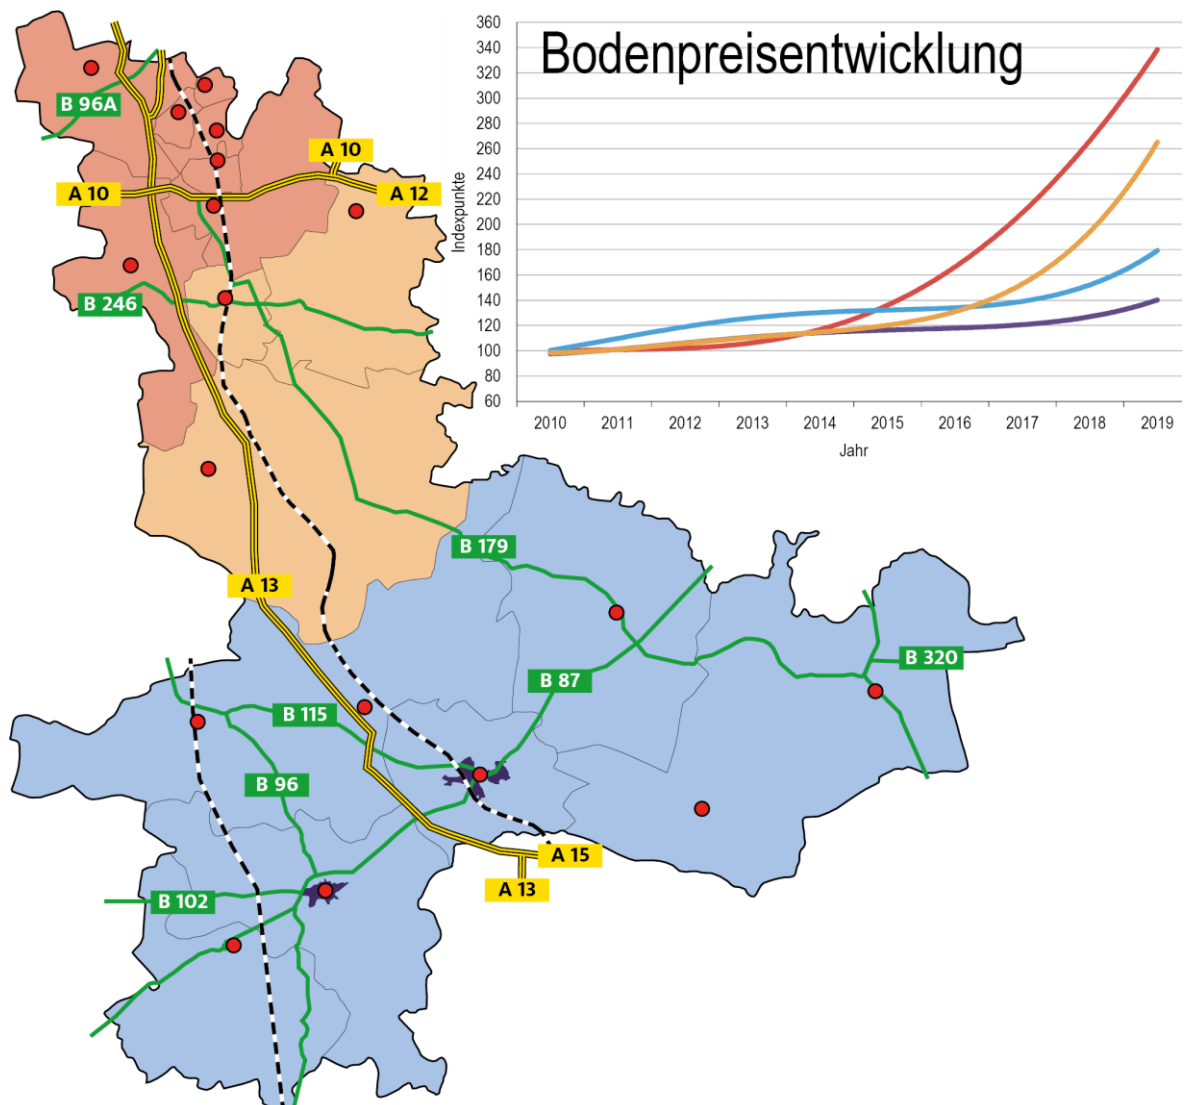 Bodenpreisentwicklung
360
340
320
300
280
260
240
220
200
180
160
140
120
100
80
60
Indexpunkte
2010 2011 2012 2013 2014 2015 2016 2017 2018 2019
Jahr
B 96A
A 10
A 10
A 12
B 246
B 179
A 13
B 320
B 87
B 115
B 96
A 15
A 13
B 102